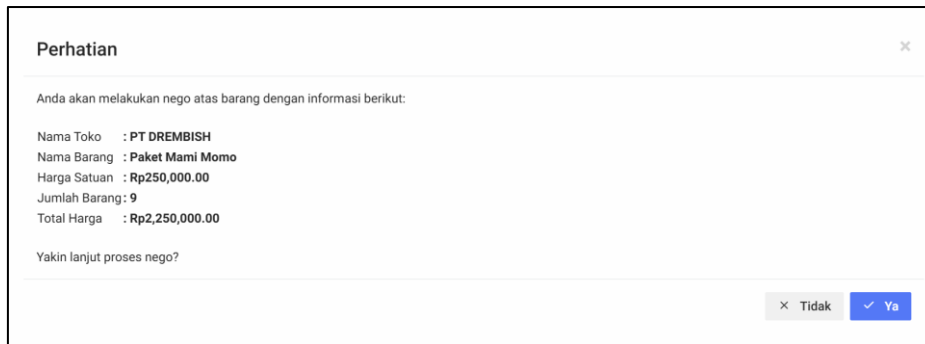 Perhatian
Anda akan melakukan nego atas barang dengan informasi berikut:
Nama Toko : PT DREMBISH
Nama Barang : Paket Mami Momo
Harga Satuan : Rp250,000.00
Jumlah Barang : 9
Total Harga : Rp2,250,000.00
Yakin lanjut proses nego?
Tidak Ya